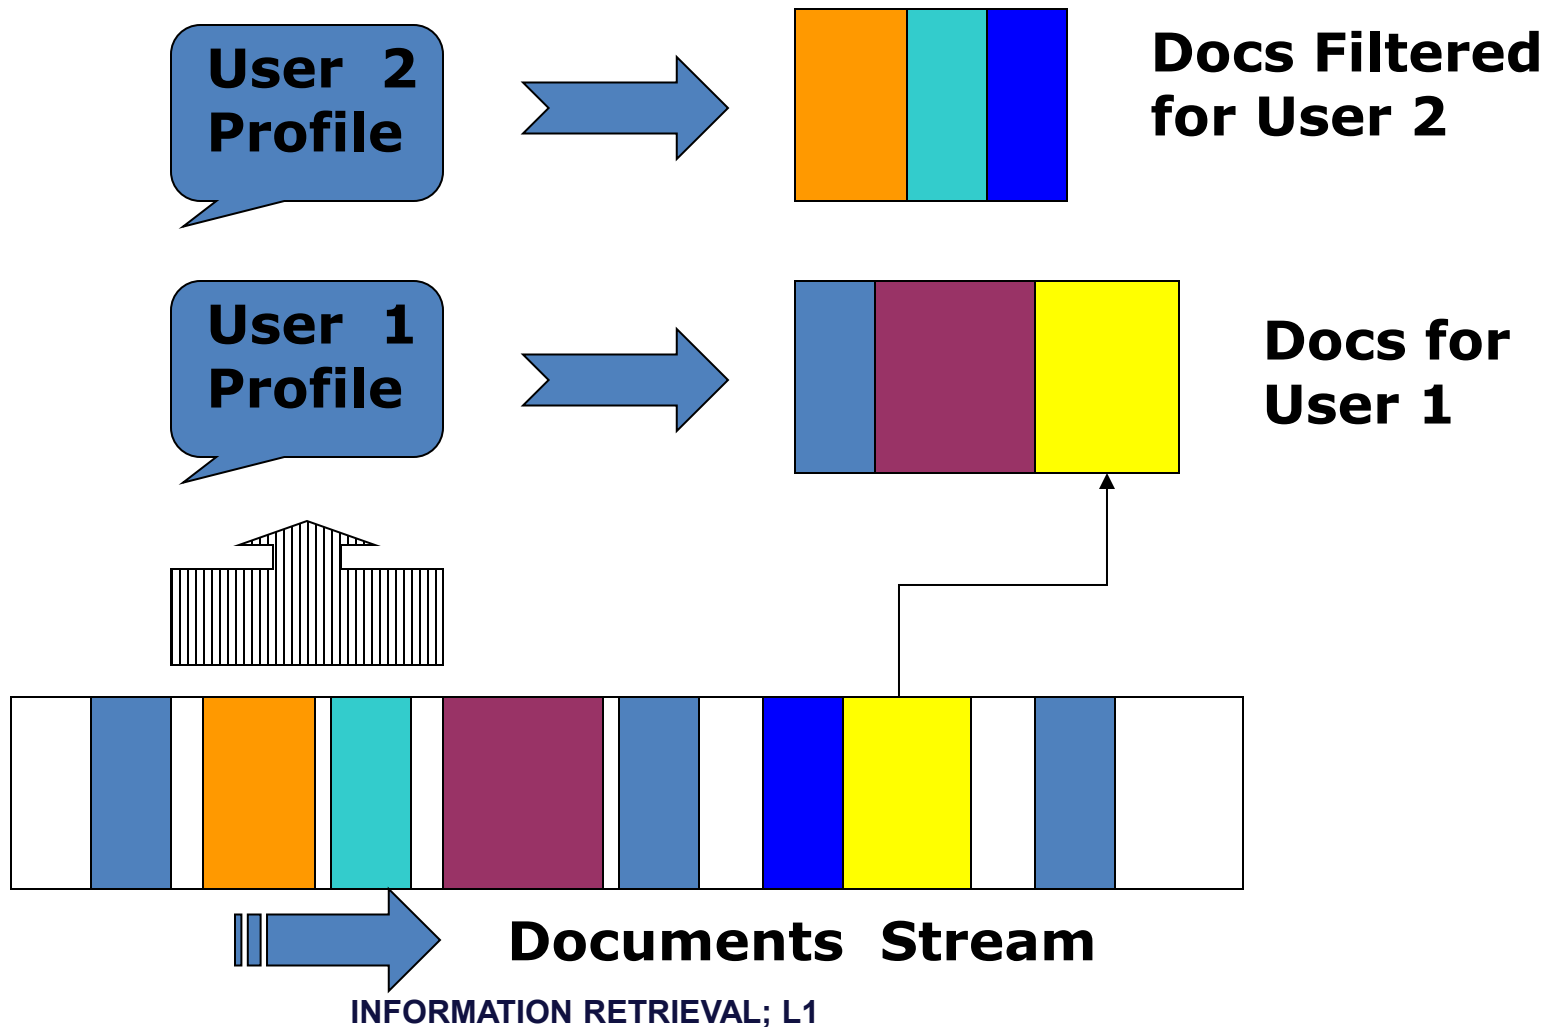 User 2
Profile
Docs Filtered
for User 2
User 1
Profile
Docs for
User 1
Documents Stream
INFORMATION RETRIEVAL; L1